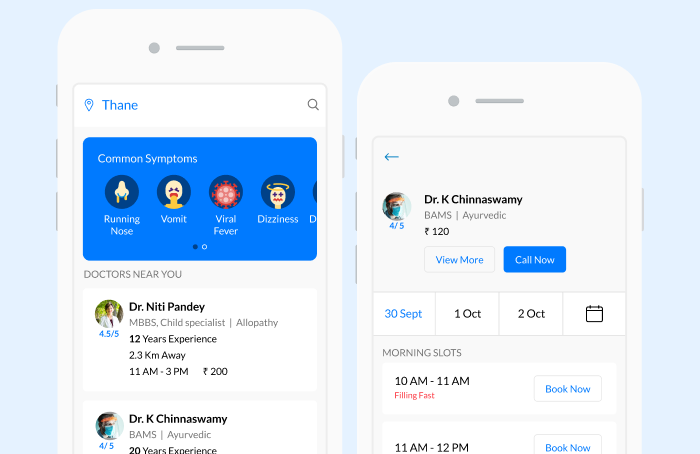 Thane
Common Symptoms
Running
Nose
Vomit
Viral
Fever
Dizziness
D
DOCTORS NEAR YOU
Dr. Niti Pandey
MBBS, Child specialist | Allopathy
4.5/5
12 Years Experience
2.3 Km Away
11 AM - 3 PM ₹ 200
Dr. K Chinnaswamy
BAMS | Ayurvedic
4/ 5
20 Years Experience
Dr. K Chinnaswamy
BAMS | Ayurvedic
4/ 5
₹ 120
View More
Call Now
30 Sept
1 Oct
2 Oct
MORNING SLOTS
10 AM - 11 AM
Filling Fast
Book Now
11 AM - 12 PM
Book Now